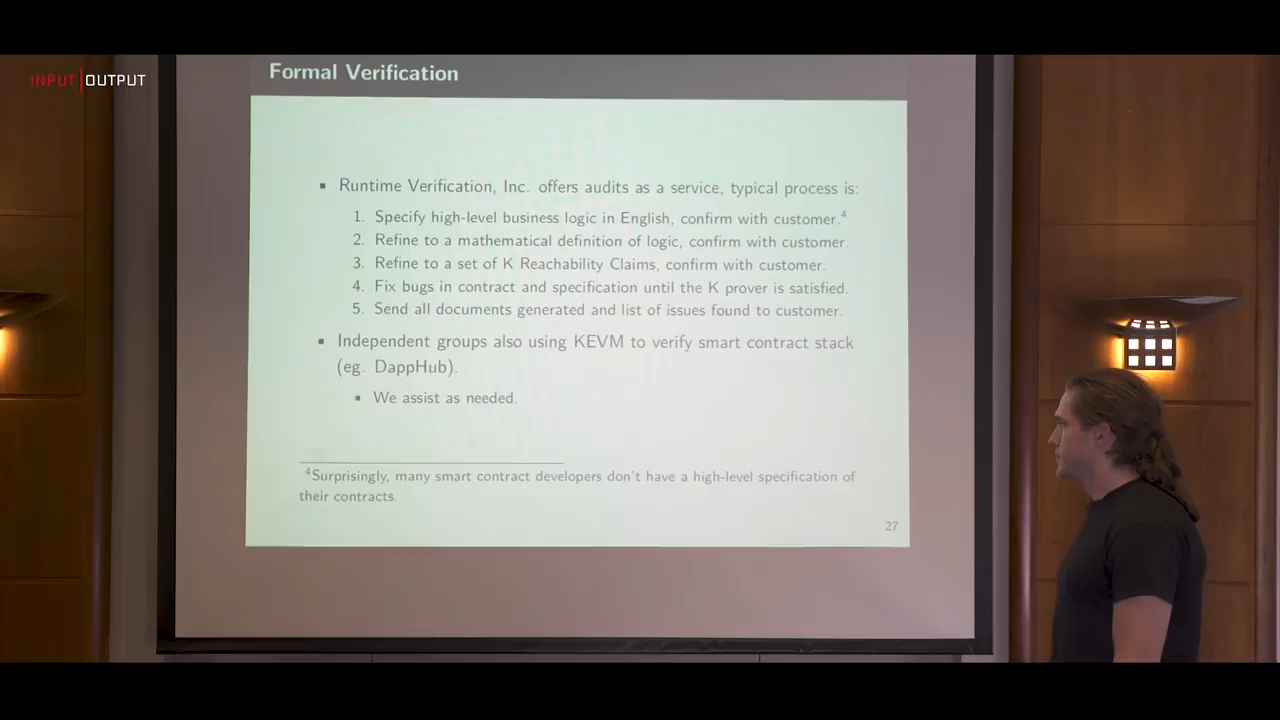 INPUT|OUTPUT
Formal Verification
▪ Runtime Verification, Inc. offers audits as a service, typical process is:
1. Specify high-level business logic in English, confirm with customer.⁴
2. Refine to a mathematical definition of logic, confirm with customer.
3. Refine to a set of K Reachability Claims, confirm with customer.
4. Fix bugs in contract and specification until the K prover is satisfied.
5. Send all documents generated and list of issues found to customer.
▪ Independent groups also using KEVM to verify smart contract stack
(eg. DappHub).
▪ We assist as needed.
⁴Surprisingly, many smart contract developers don't have a high-level specification of
their contracts.
27